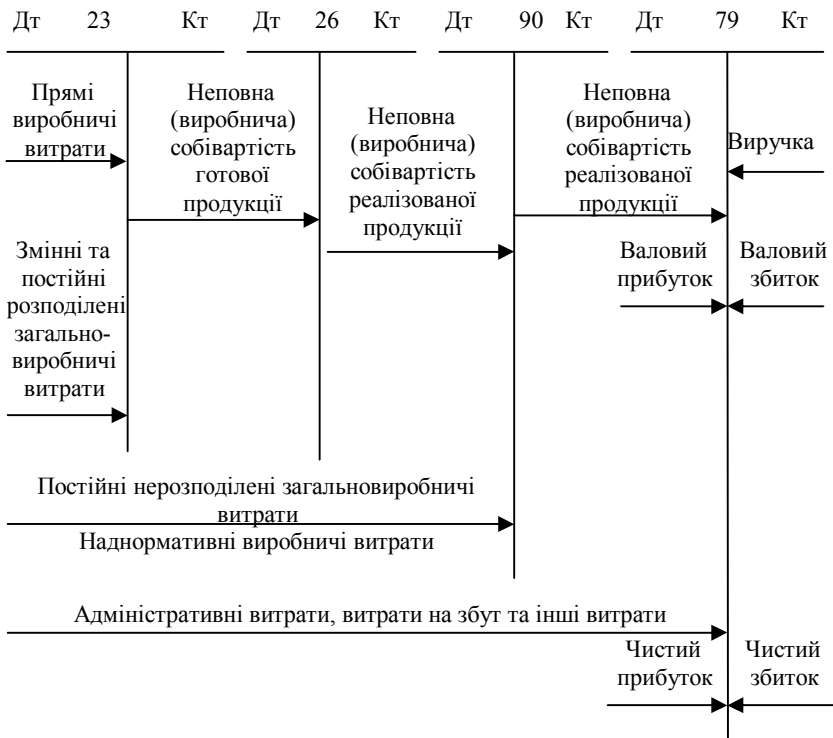 Дт 23 Кт Дт 26 Кт Дт 90 Кт Дт 79 Кт
Прямі
виробничі
витрати
Неповна
(виробнича)
собівартість
готової
продукції
Неповна
(виробнича)
собівартість
реалізованої
продукції
Неповна
(виробнича)
собівартість
реалізованої
продукції
Виручка
Змінні та
постійні
розподілені
загально-
виробничі
витрати
Валовий
прибуток
Валовий
збиток
Постійні нерозподілені загальновиробничі
витрати
Наднормативні виробничі витрати
Адміністративні витрати, витрати на збут та інші витрати
Чистий
прибуток
Чистий
збиток